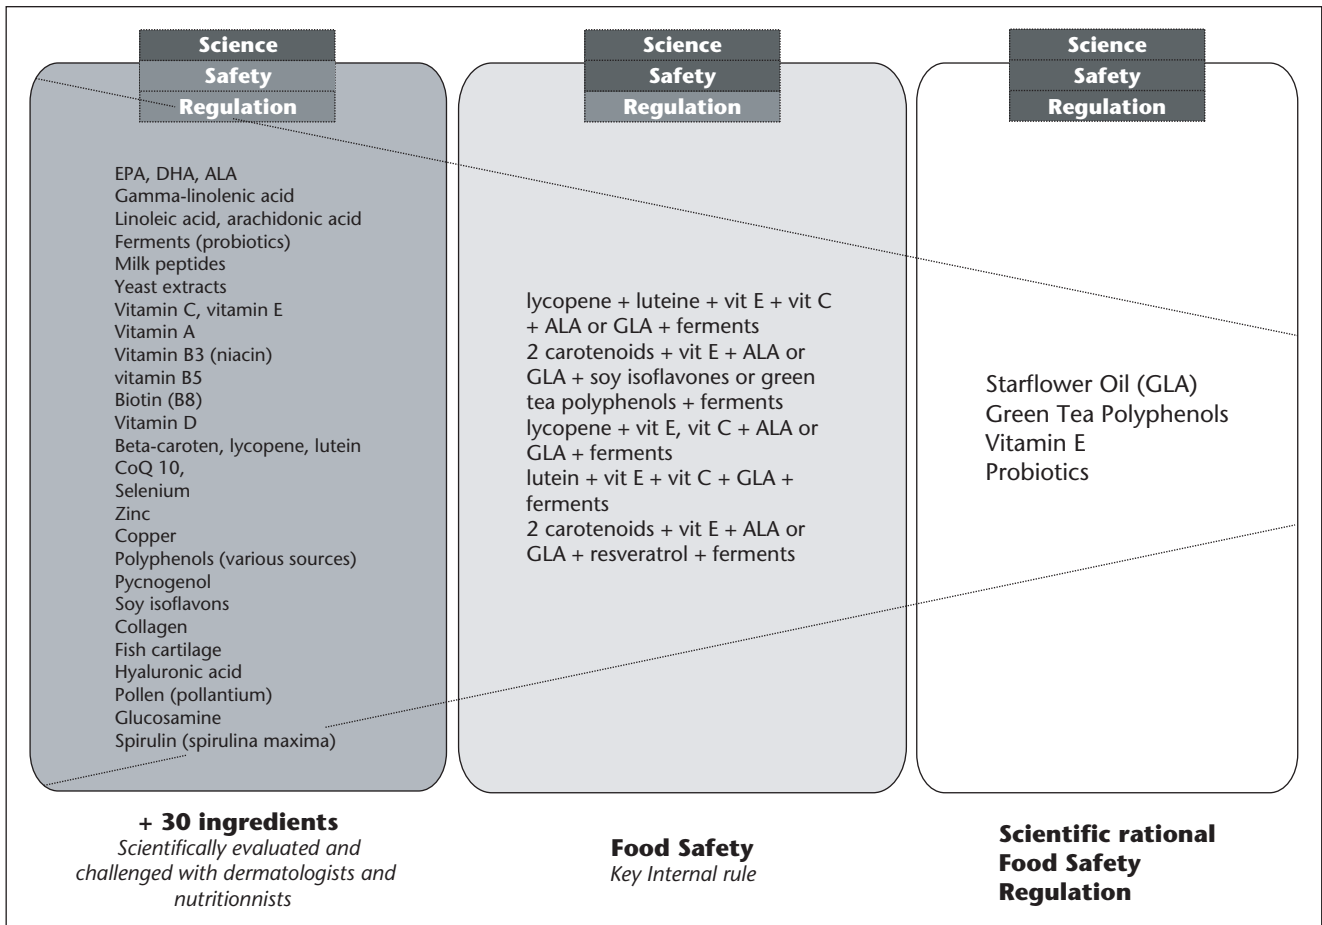 Science
Safety
Regulation
EPA, DHA, ALA
Gamma-linolenic acid
Linoleic acid, arachidonic acid
Ferments (probiotics)
Milk peptides
Yeast extracts
Vitamin C, vitamin E
Vitamin A
Vitamin B3 (niacin)
vitamin B5
Biotin (B8)
Vitamin D
Beta-caroten, lycopene, lutein
CoQ 10,
Selenium
Zinc
Copper
Polyphenols (various sources)
Pycnogenol
Soy isoflavons
Collagen
Fish cartilage
Hyaluronic acid
Pollen (pollantium)
Glucosamine
Spirulin (spirulina maxima)
+ 30 ingredients
Scientifically evaluated and
challenged with dermatologists and
nutritionnists
Science
Safety
Regulation
lycopene + luteine + vit E + vit C
+ ALA or GLA + ferments
2 carotenoids + vit E + ALA or
GLA + soy isoflavones or green
tea polyphenols + ferments
lycopene + vit E, vit C + ALA or
GLA + ferments
lutein + vit E + vit C + GLA +
ferments
2 carotenoids + vit E + ALA or
GLA + resveratrol + ferments
Food Safety
Key Internal rule
Science
Safety
Regulation
Starflower Oil (GLA)
Green Tea Polyphenols
Vitamin E
Probiotics
Scientific rational
Food Safety
Regulation